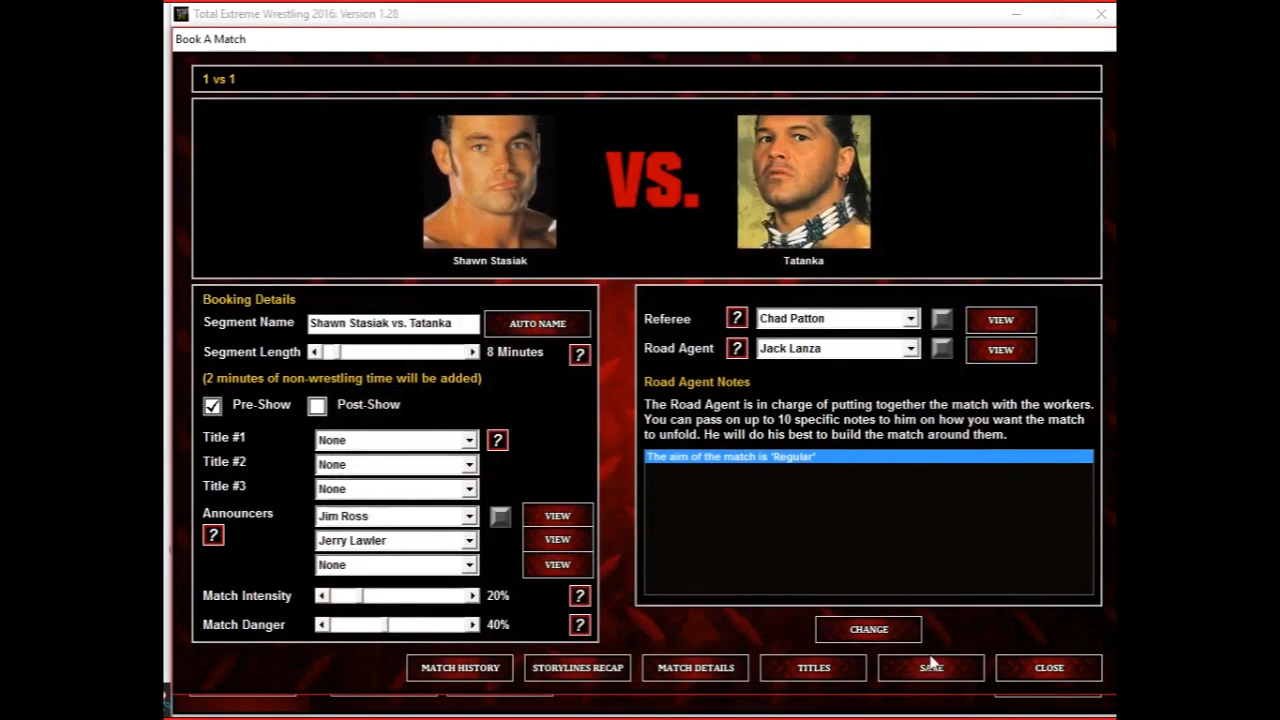 Total Extreme Wrestling 2016: Version 1.28
Book A Match
1 vs 1
VS.
Shawn Stasiak
Tatanka
Booking Details
Segment Name
Shawn Stasiak vs. Tatanka
AUTO NAME
Segment Length
8 Minutes
?
(2 minutes of non-wrestling time will be added)
Pre-Show
Post-Show
Title #1
None
?
Title #2
None
Title #3
None
Announcers
Jim Ross
VIEW
?
Jerry Lawler
VIEW
None
VIEW
Match Intensity
20%
?
Match Danger
40%
?
Referee
?
Chad Patton
VIEW
Road Agent
?
Jack Lanza
VIEW
Road Agent Notes
The Road Agent is in charge of putting together the match with the workers.
You can pass on up to 10 specific notes to him on how you want the match
to unfold. He will do his best to build the match around them.
The aim of the match is 'Regular'
CHANGE
MATCH HISTORY
STORYLINES RECAP
MATCH DETAILS
TITLES
SAVE
CLOSE